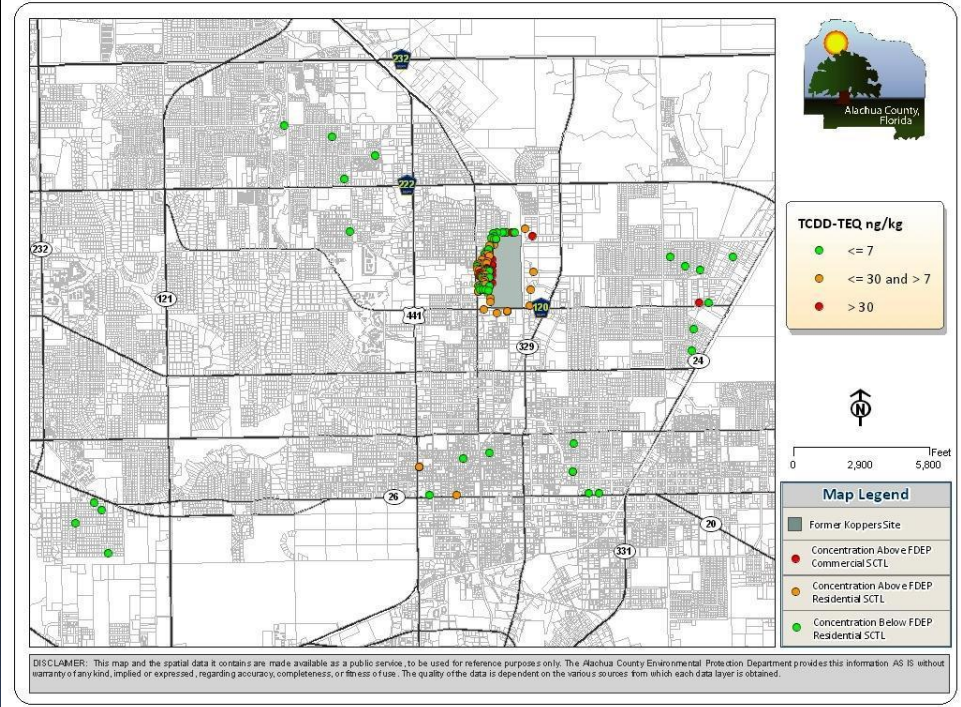 232
Alachua County,
Florida
222
TCDD-TEQ ng/kg
<= 7
<= 30 and > 7
> 30
232
121
441
120
329
24
N
Feet
0 2,900 5,800
26
20
331
Map Legend
Former Koppers Site
Concentration Above FDEP
Commercial SCTL
Concentration Above FDEP
Residential SCTL
Concentration Below FDEP
Residential SCTL
DISCLAIMER: This map and the spatial data it contains are made available as a public service, to be used for reference purposes only. The Alachua County Environmental Protection Department provides this information AS IS without
warranty of any kind, implied or expressed, regarding accuracy, completeness, or fitness of use. The quality of the data is dependent on the various sources from which each data layer is obtained.